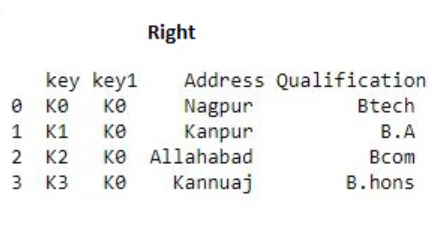 Right
key key1 Address Qualification
0 K0 K0 Nagpur Btech
1 K1 K0 Kanpur B.A
2 K2 K0 Allahabad Bcom
3 K3 K0 Kannuaj B.hons